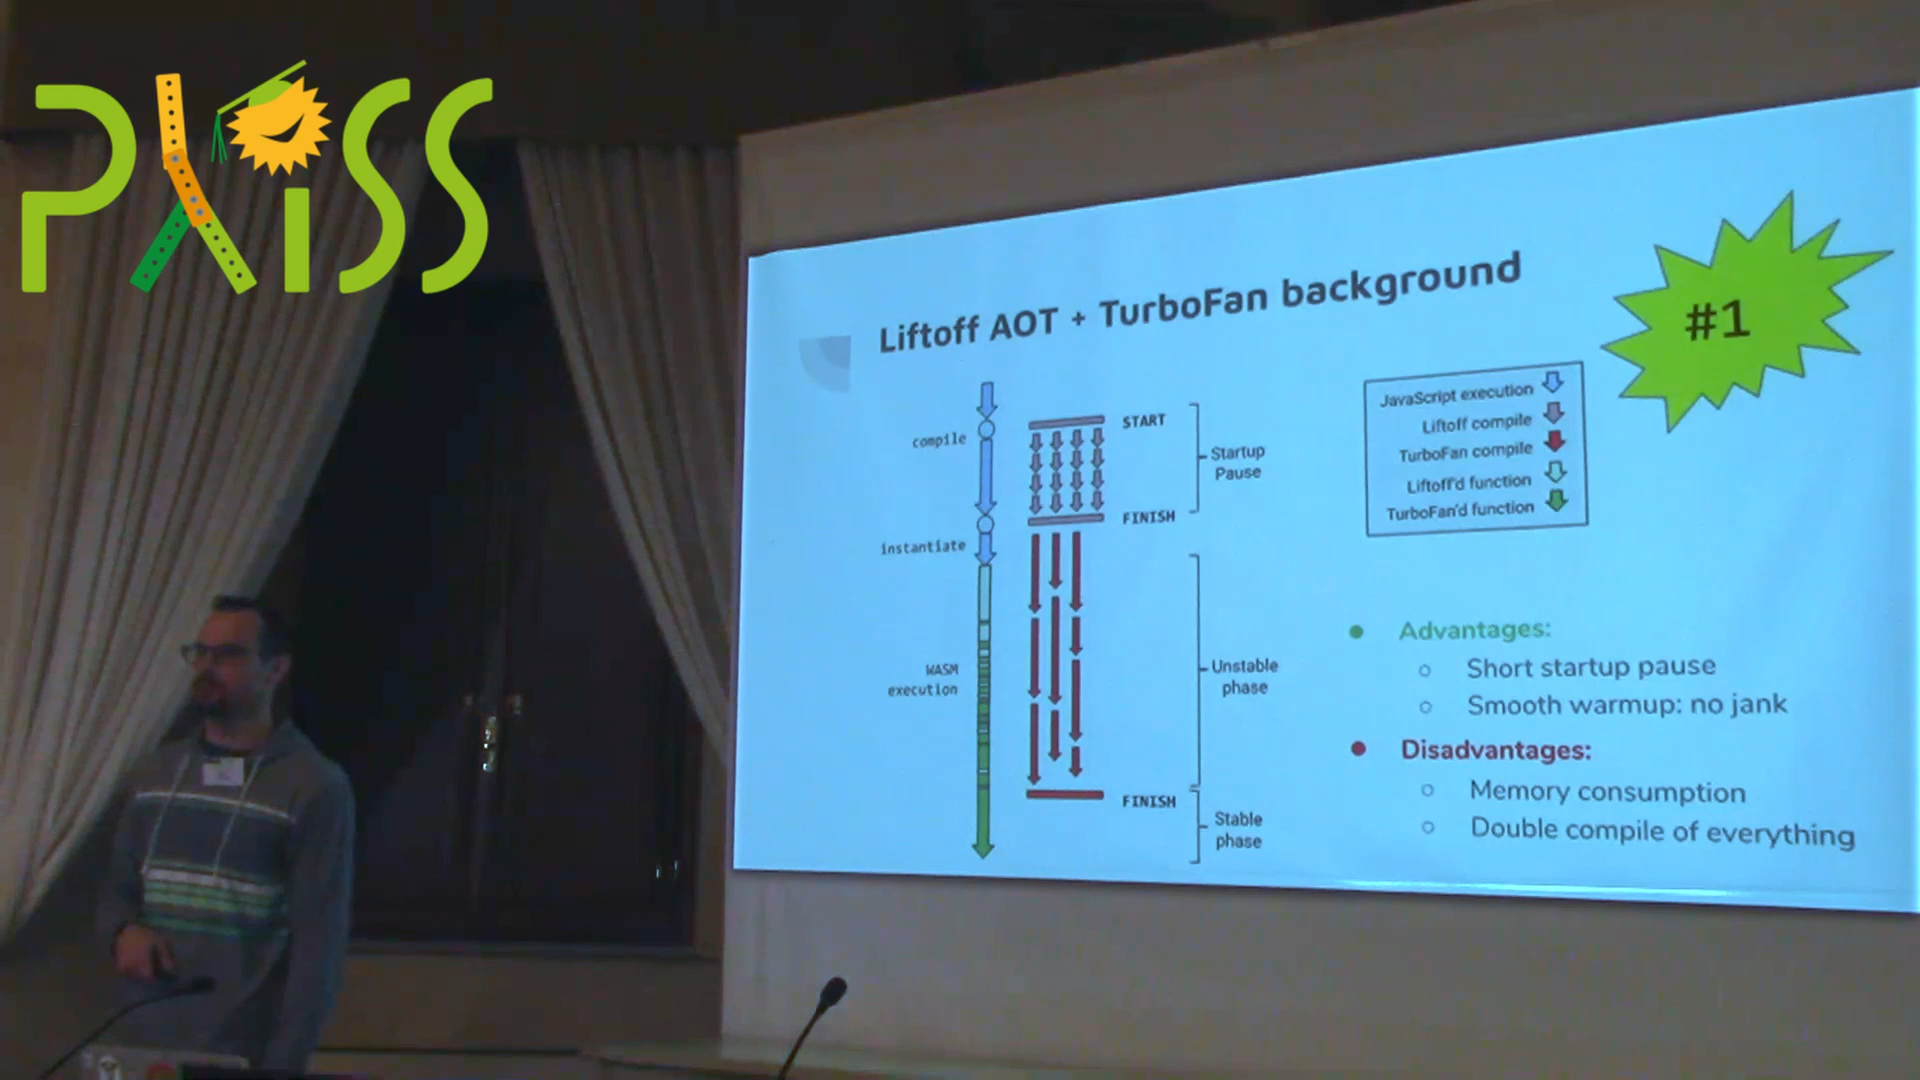 PLISS
Liftoff AOT + TurboFan background
#1
compile
instantiate
WASM
execution
START
FINISH
FINISH
Startup
Pause
Unstable
phase
Stable
phase
JavaScript execution
Liftoff compile
TurboFan compile
Liftoff'd function
TurboFan'd function
Advantages:
Short startup pause
Smooth warmup: no jank
Disadvantages:
Memory consumption
Double compile of everything